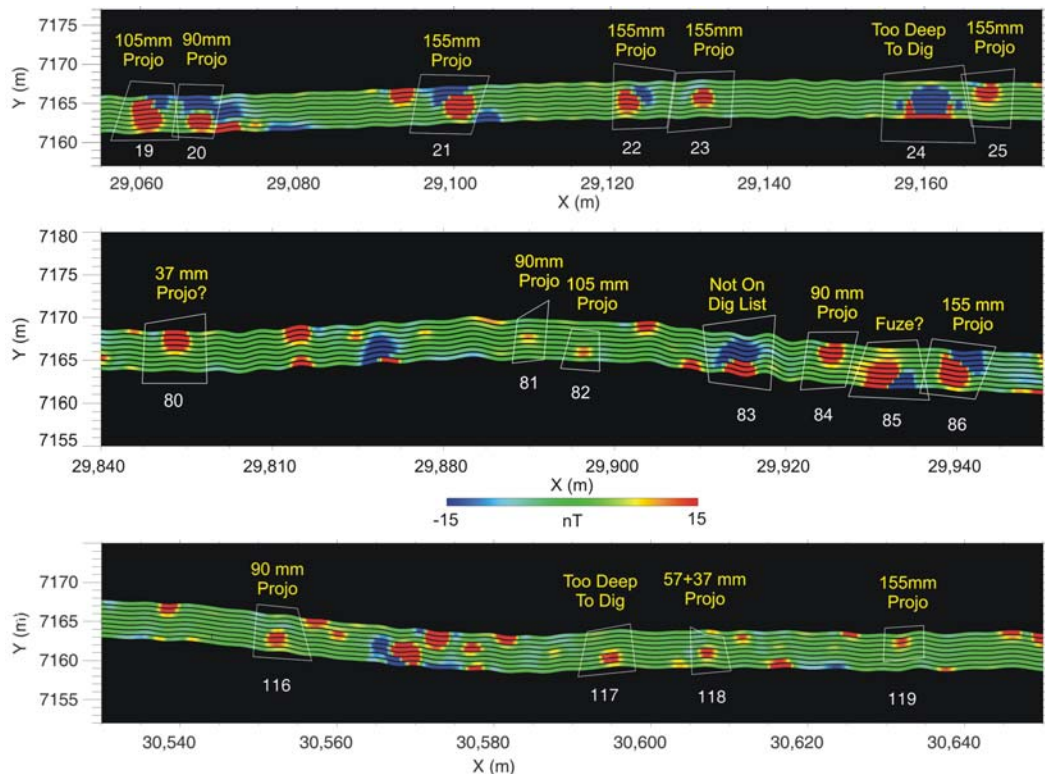 7175
7170
7165
7160
Y (m)
105mm
Projo
90mm
Projo
155mm
Projo
155mm
Projo
155mm
Projo
Too Deep
To Dig
155mm
Projo
19
20
21
22
23
24
25
29,060
29,080
29,100
29,120
29,140
29,160
X (m)
7180
7175
7170
7165
7160
7155
Y (m)
37 mm
Projo?
90mm
Projo
105 mm
Projo
Not On
Dig List
90 mm
Projo
Fuze?
155 mm
Projo
80
81
82
83
84
85
86
29,840
29,810
29,880
29,900
29,920
29,940
X (m)
-15
nT
15
7170
7165
7160
7155
Y (m)
90 mm
Projo
Too Deep
To Dig
57+37 mm
Projo
155mm
Projo
116
117
118
119
30,540
30,560
30,580
30,600
30,620
30,640
X (m)